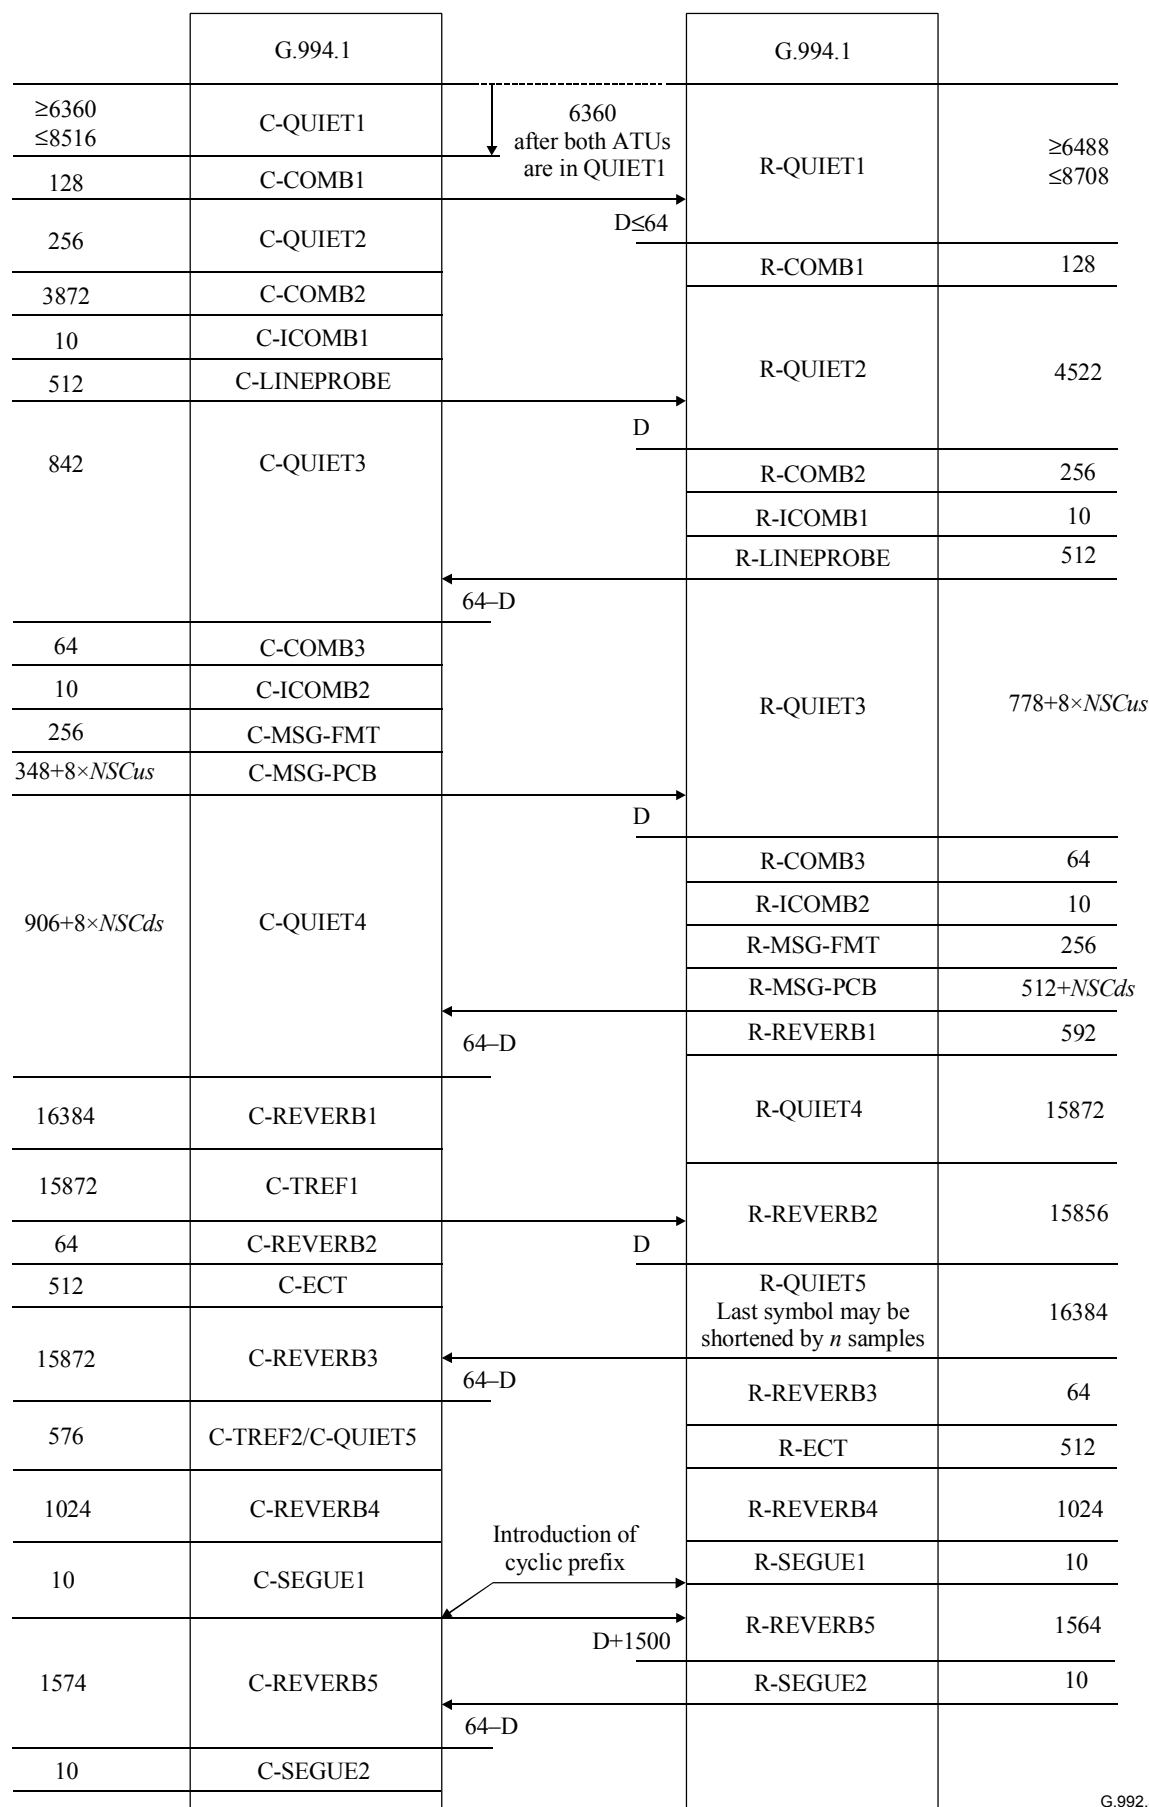 G.994.1 G.994.1
≥6360
≤8516
C-QUIET1
6360
after both ATUs
are in QUIET1
R-QUIET1
≥6488
≤8708
128 C-COMB1
D≤64
256 C-QUIET2
R-COMB1 128
3872 C-COMB2
10 C-ICOMB1
R-QUIET2 4522
512 C-LINEPROBE
D
842 C-QUIET3
R-COMB2 256
R-ICOMB1 10
R-LINEPROBE 512
64–D
64 C-COMB3
10 C-ICOMB2
R-QUIET3 778+8×NSCus
256 C-MSG-FMT
348+8×NSCus C-MSG-PCB
D
R-COMB3 64
906+8×NSCds C-QUIET4
R-ICOMB2 10
R-MSG-FMT 256
R-MSG-PCB 512+NSCds
64–D
R-REVERB1 592
16384 C-REVERB1
R-QUIET4 15872
15872 C-TREF1
R-REVERB2 15856
64 C-REVERB2
D
512 C-ECT
R-QUIET5
Last symbol may be
shortened by n samples
16384
15872 C-REVERB3
64–D
R-REVERB3 64
576 C-TREF2/C-QUIET5
R-ECT 512
1024 C-REVERB4
R-REVERB4 1024
Introduction of
cyclic prefix
10 C-SEGUE1
R-SEGUE1 10
R-REVERB5 1564
D+1500
1574 C-REVERB5
R-SEGUE2 10
64–D
10 C-SEGUE2
G.992.